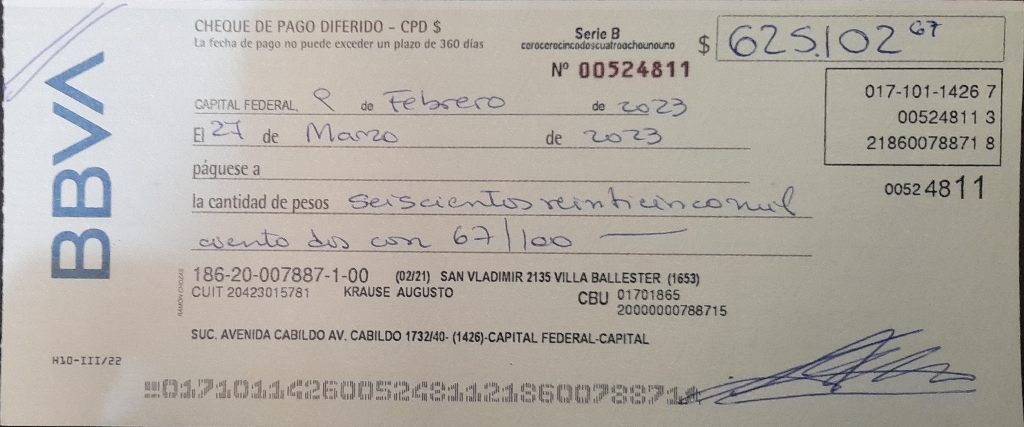 BBVA
CHEQUE DE PAGO DIFERIDO - CPD $
La fecha de pago no puede exceder un plazo de 360 días
Serie B
cerocerocincodoscuatroochounouno
Nº 00524811
$ 625.102 67
017-101-1426 7
00524811 3
21860078871 8
00524811
CAPITAL FEDERAL, 9 de Febrero de 2023
El 27 de Marzo de 2023
páguese a
la cantidad de pesos seiscientos veinticinco mil
ciento dos con 67/100
186-20-007887-1-00 (02/21) SAN VLADIMIR 2135 VILLA BALLESTER (1653)
CUIT 20423015781 KRAUSE AUGUSTO CBU 01701865
20000000788715
SUC. AVENIDA CABILDO AV. CABILDO 1732/40- (1426)-CAPITAL FEDERAL-CAPITAL
RAMÓN CHOZAS
H10-III/22
01710114260052481121860078871